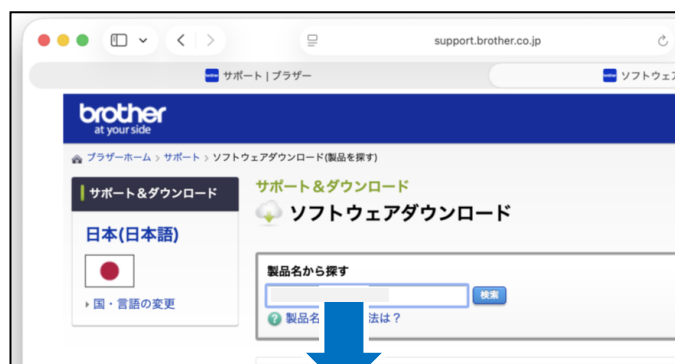 support.brother.co.jp
サポート | ブラザー
ソフトウェア
brother
at your side
ブラザーホーム > サポート > ソフトウェアダウンロード(製品を探す)
サポート&ダウンロード
日本(日本語)
国・言語の変更
サポート&ダウンロード
ソフトウェアダウンロード
製品名から探す
検索
製品名 法は?